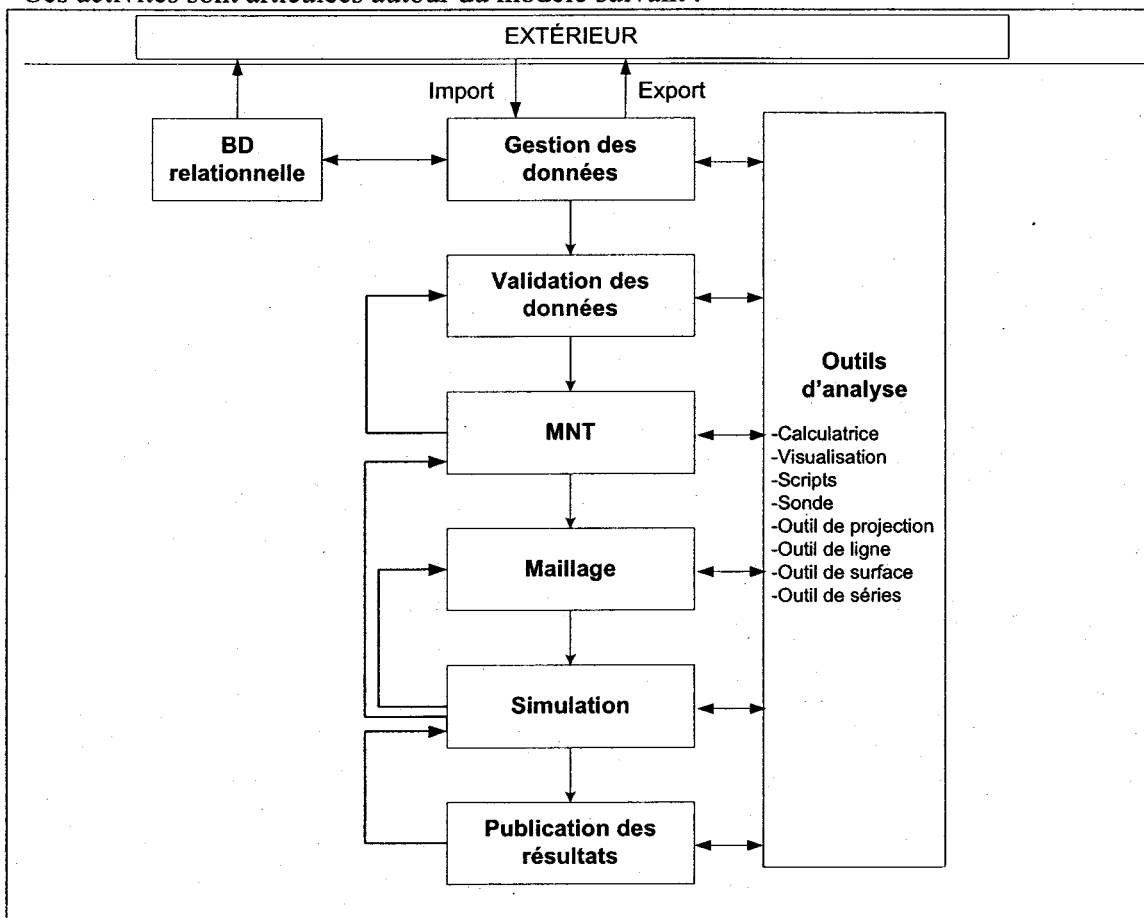 Ces activités sont articulées autour du modèle suivant :
EXTÉRIEUR
Import
Export
BD
relationnelle
Gestion des
données
Validation des
données
MNT
Maillage
Simulation
Publication des
résultats
Outils
d'analyse
-Calculatrice
-Visualisation
-Scripts
-Sonde
-Outil de projection
-Outil de ligne
-Outil de surface
-Outil de séries